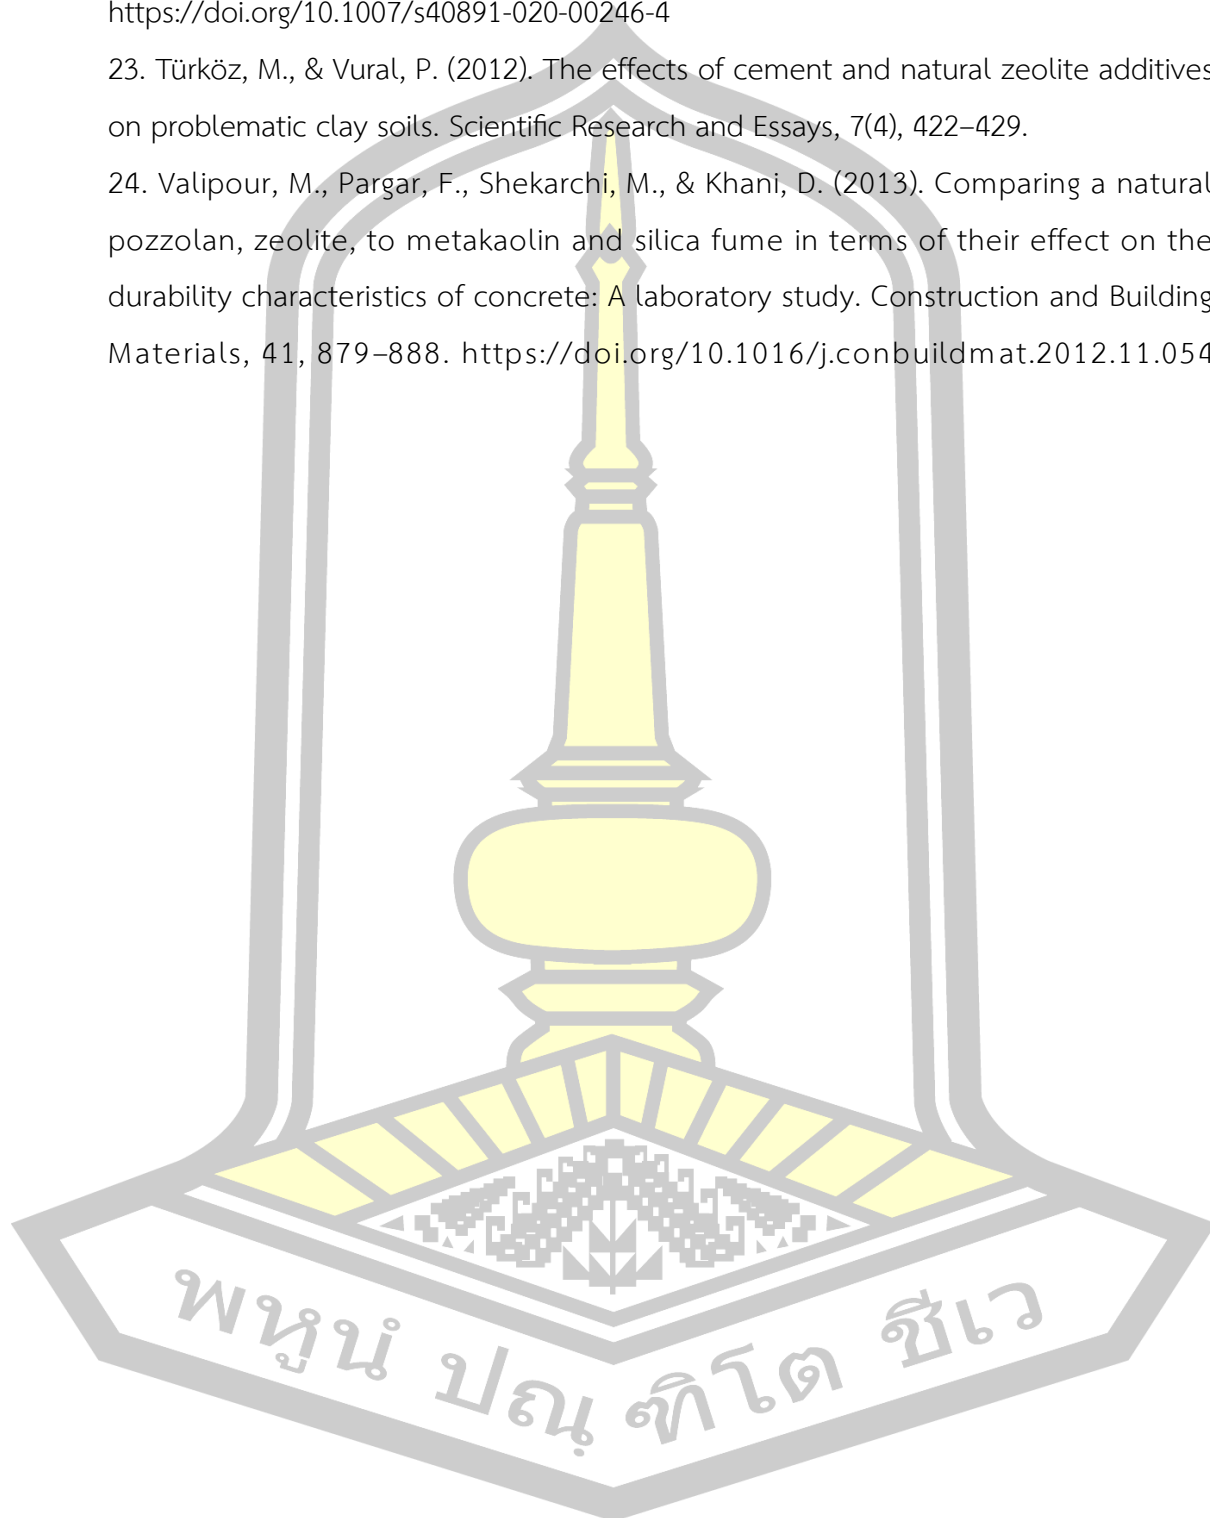 https://doi.org/10.1007/s40891-020-00246-4
23. Türköz, M., & Vural, P. (2012). The effects of cement and natural zeolite additives
on problematic clay soils. Scientific Research and Essays, 7(4), 422–429.
24. Valipour, M., Pargar, F., Shekarchi, M., & Khani, D. (2013). Comparing a natural
pozzolan, zeolite, to metakaolin and silica fume in terms of their effect on the
durability characteristics of concrete: A laboratory study. Construction and Building
Materials, 41, 879–888. https://doi.org/10.1016/j.conbuildmat.2012.11.054
พหูนํ ปณฺฑิโต ชีเว